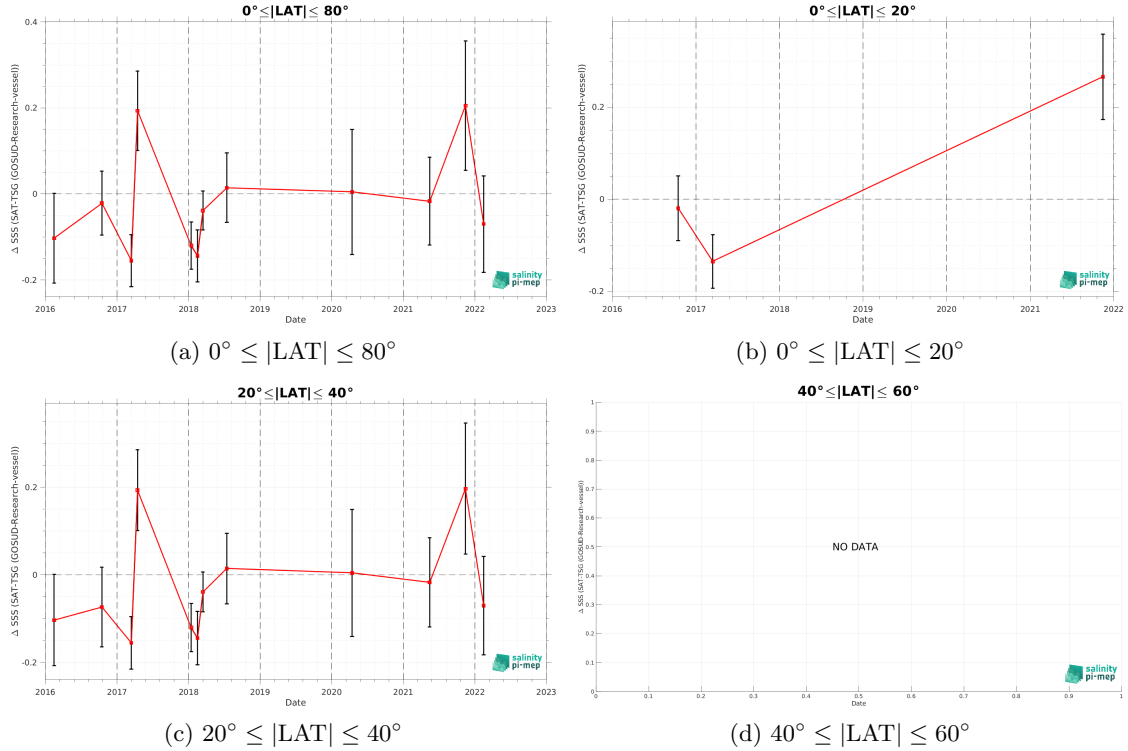 0°≤|LAT|≤ 80°
Δ SSS (SAT-TSG (GOSUD-Research-vessel))
0.4
0.2
0
-0.2
2016 2017 2018 2019 2020 2021 2022 2023
Date
salinity
pi-mep
(a) 0° ≤ |LAT| ≤ 80°
0°≤|LAT|≤ 20°
Δ SSS (SAT-TSG (GOSUD-Research-vessel))
0.2
0
-0.2
2016 2017 2018 2019 2020 2021 2022
Date
salinity
pi-mep
(b) 0° ≤ |LAT| ≤ 20°
20°≤|LAT|≤ 40°
Δ SSS (SAT-TSG (GOSUD-Research-vessel))
0.2
0
-0.2
2016 2017 2018 2019 2020 2021 2022 2023
Date
salinity
pi-mep
(c) 20° ≤ |LAT| ≤ 40°
40°≤|LAT|≤ 60°
Δ SSS (SAT-TSG (GOSUD-Research-vessel))
1
0.9
0.8
0.7
0.6
0.5
0.4
0.3
0.2
0.1
0
NO DATA
0 0.1 0.2 0.3 0.4 0.5 0.6 0.7 0.8 0.9 1
Date
salinity
pi-mep
(d) 40° ≤ |LAT| ≤ 60°